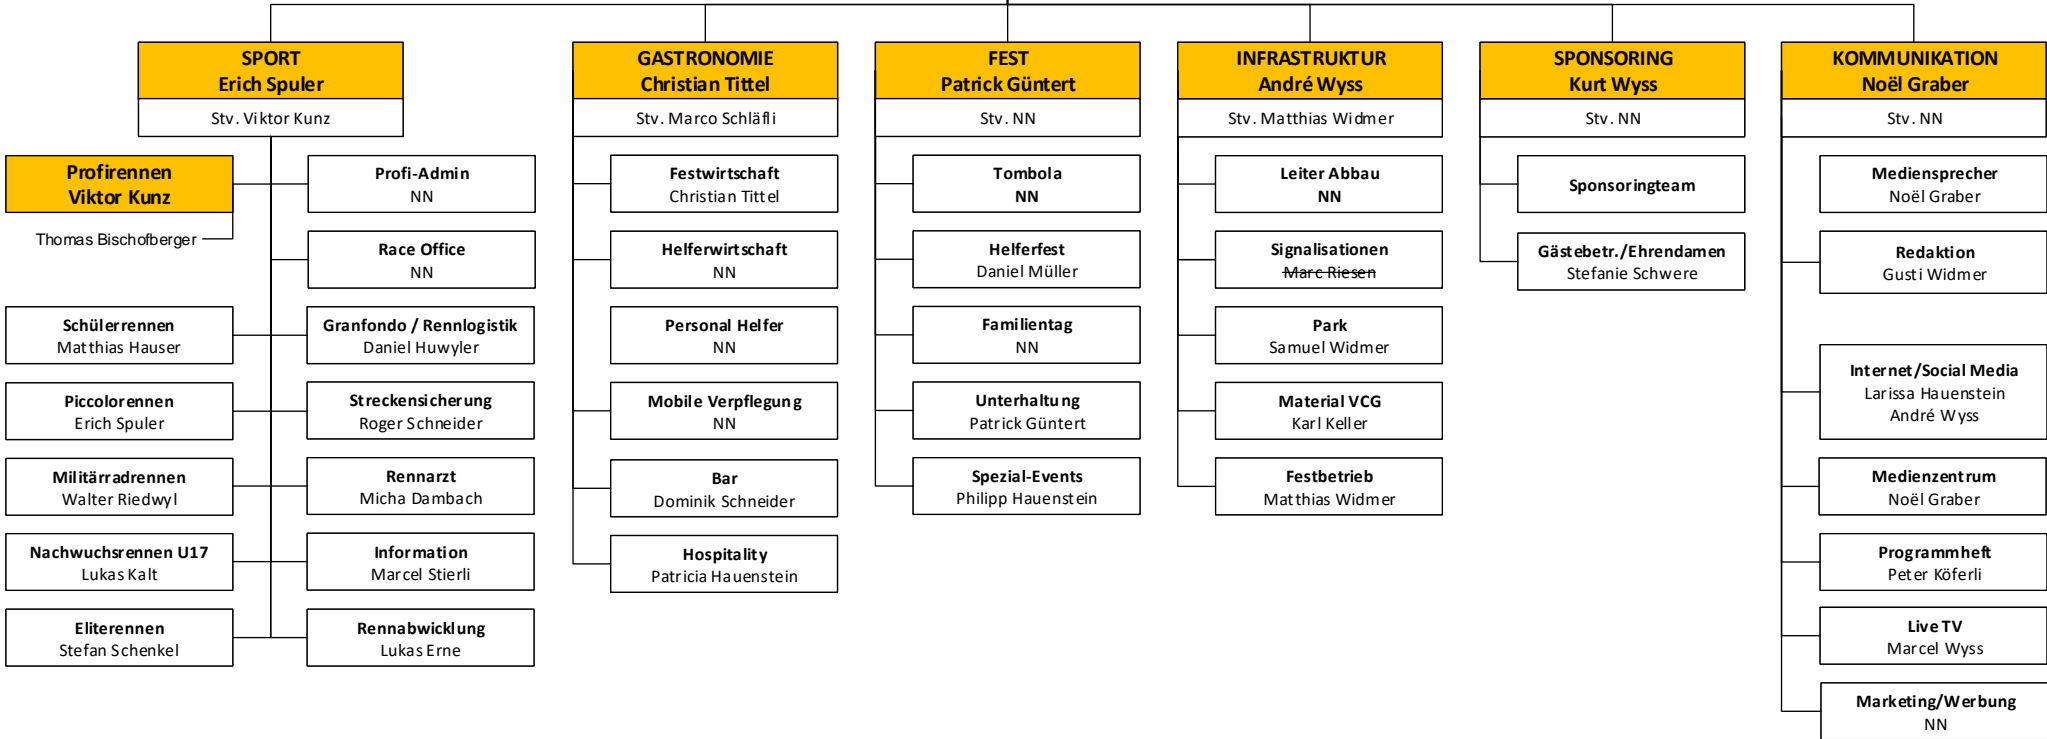 SPORT
Erich Spuler
Stv. Viktor Kunz
Profirennen
Viktor Kunz
Thomas Bischofberger
Profi-Admin
NN
Race Office
NN
Schülerrennen
Matthias Hauser
Granfondo / Rennlogistik
Daniel Huwyler
Piccolorennen
Erich Spuler
Streckensicherung
Roger Schneider
Militärradrennen
Walter Riedwyl
Rennarzt
Micha Dambach
Nachwuchsrennen U17
Lukas Kalt
Information
Marcel Stierli
Eliterennen
Stefan Schenkel
Rennabwicklung
Lukas Erne
GASTRONOMIE
Christian Tittel
Stv. Marco Schläfli
Festwirtschaft
Christian Tittel
Helferwirtschaft
NN
Personal Helfer
NN
Mobile Verpflegung
NN
Bar
Dominik Schneider
Hospitality
Patricia Hauenstein
FEST
Patrick Güntert
Stv. NN
Tombola
NN
Helferfest
Daniel Müller
Familientag
NN
Unterhaltung
Patrick Güntert
Spezial-Events
Philipp Hauenstein
INFRASTRUKTUR
André Wyss
Stv. Matthias Widmer
Leiter Abbau
NN
Signalisationen
Marc Riesen
Park
Samuel Widmer
Material VCG
Karl Keller
Festbetrieb
Matthias Widmer
SPONSORING
Kurt Wyss
Stv. NN
Sponsoringteam
Gästebetr./Ehrendamen
Stefanie Schwere
KOMMUNIKATION
Noël Graber
Stv. NN
Mediensprecher
Noël Graber
Redaktion
Gusti Widmer
Internet/Social Media
Larissa Hauenstein
André Wyss
Medienzentrum
Noël Graber
Programmheft
Peter Köferli
Live TV
Marcel Wyss
Marketing/Werbung
NN